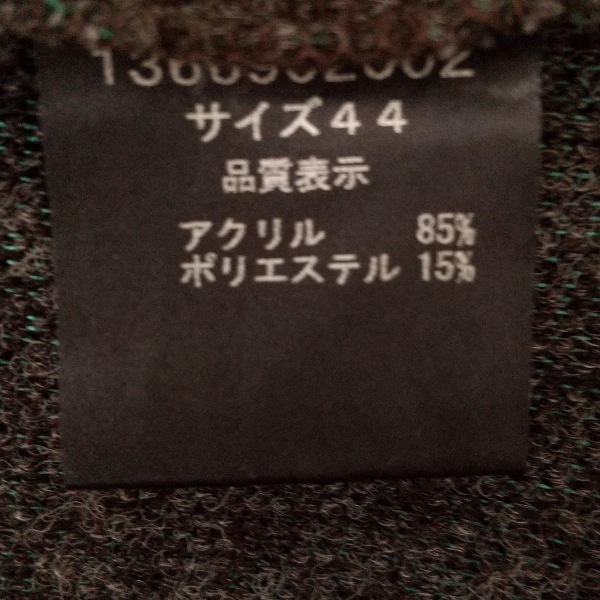 サイズ４４
品質表示
アクリル 85%
ポリエステル 15%